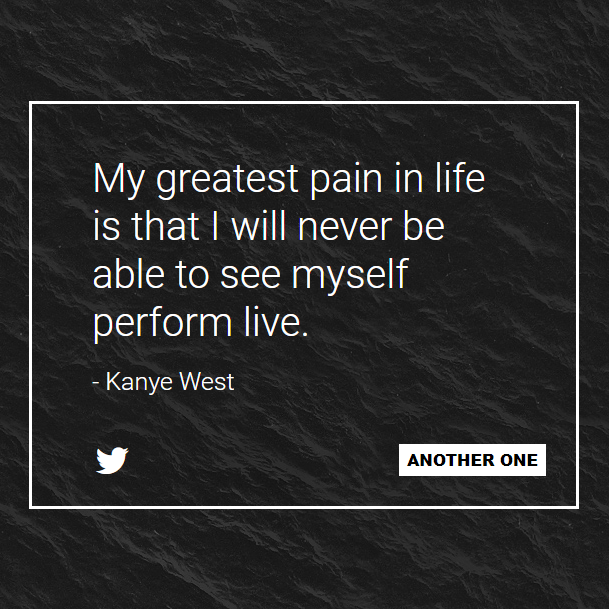 My greatest pain in life
is that I will never be
able to see myself
perform live.
- Kanye West
ANOTHER ONE